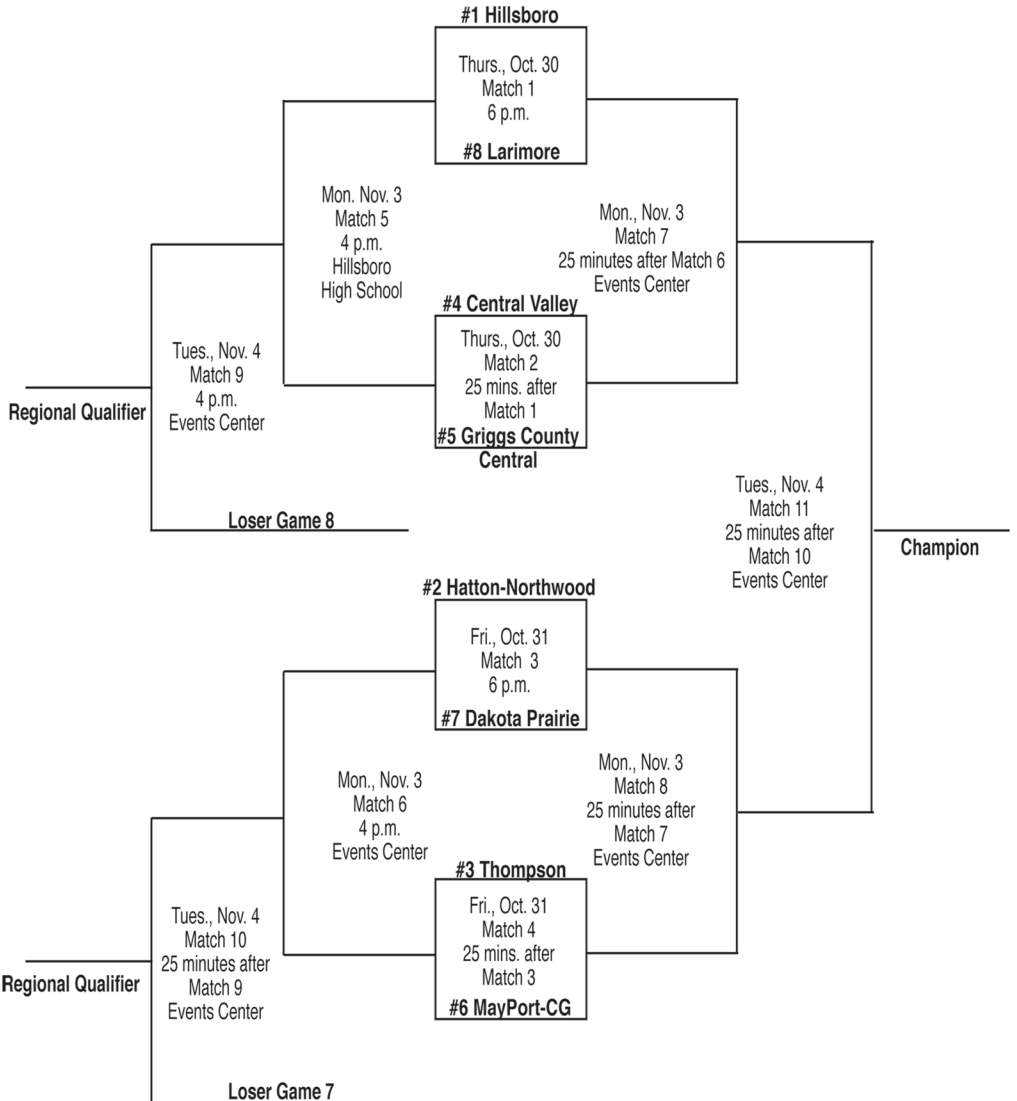 #1 Hillsboro
Thurs., Oct. 30
Match 1
6 p.m.
#8 Larimore
Mon. Nov. 3
Match 5
4 p.m.
Hillsboro
High School
Mon., Nov. 3
Match 7
25 minutes after Match 6
Events Center
#4 Central Valley
Thurs., Oct. 30
Match 2
25 mins. after
Match 1
#5 Griggs County
Central
Tues., Nov. 4
Match 9
4 p.m.
Events Center
Regional Qualifier
Loser Game 8
Tues., Nov. 4
Match 11
25 minutes after
Match 10
Events Center
Champion
#2 Hatton-Northwood
Fri., Oct. 31
Match 3
6 p.m.
#7 Dakota Prairie
Mon., Nov. 3
Match 6
4 p.m.
Events Center
Mon., Nov. 3
Match 8
25 minutes after
Match 7
Events Center
#3 Thompson
Fri., Oct. 31
Match 4
25 mins. after
Match 3
#6 MayPort-CG
Tues., Nov. 4
Match 10
25 minutes after
Match 9
Events Center
Regional Qualifier
Loser Game 7